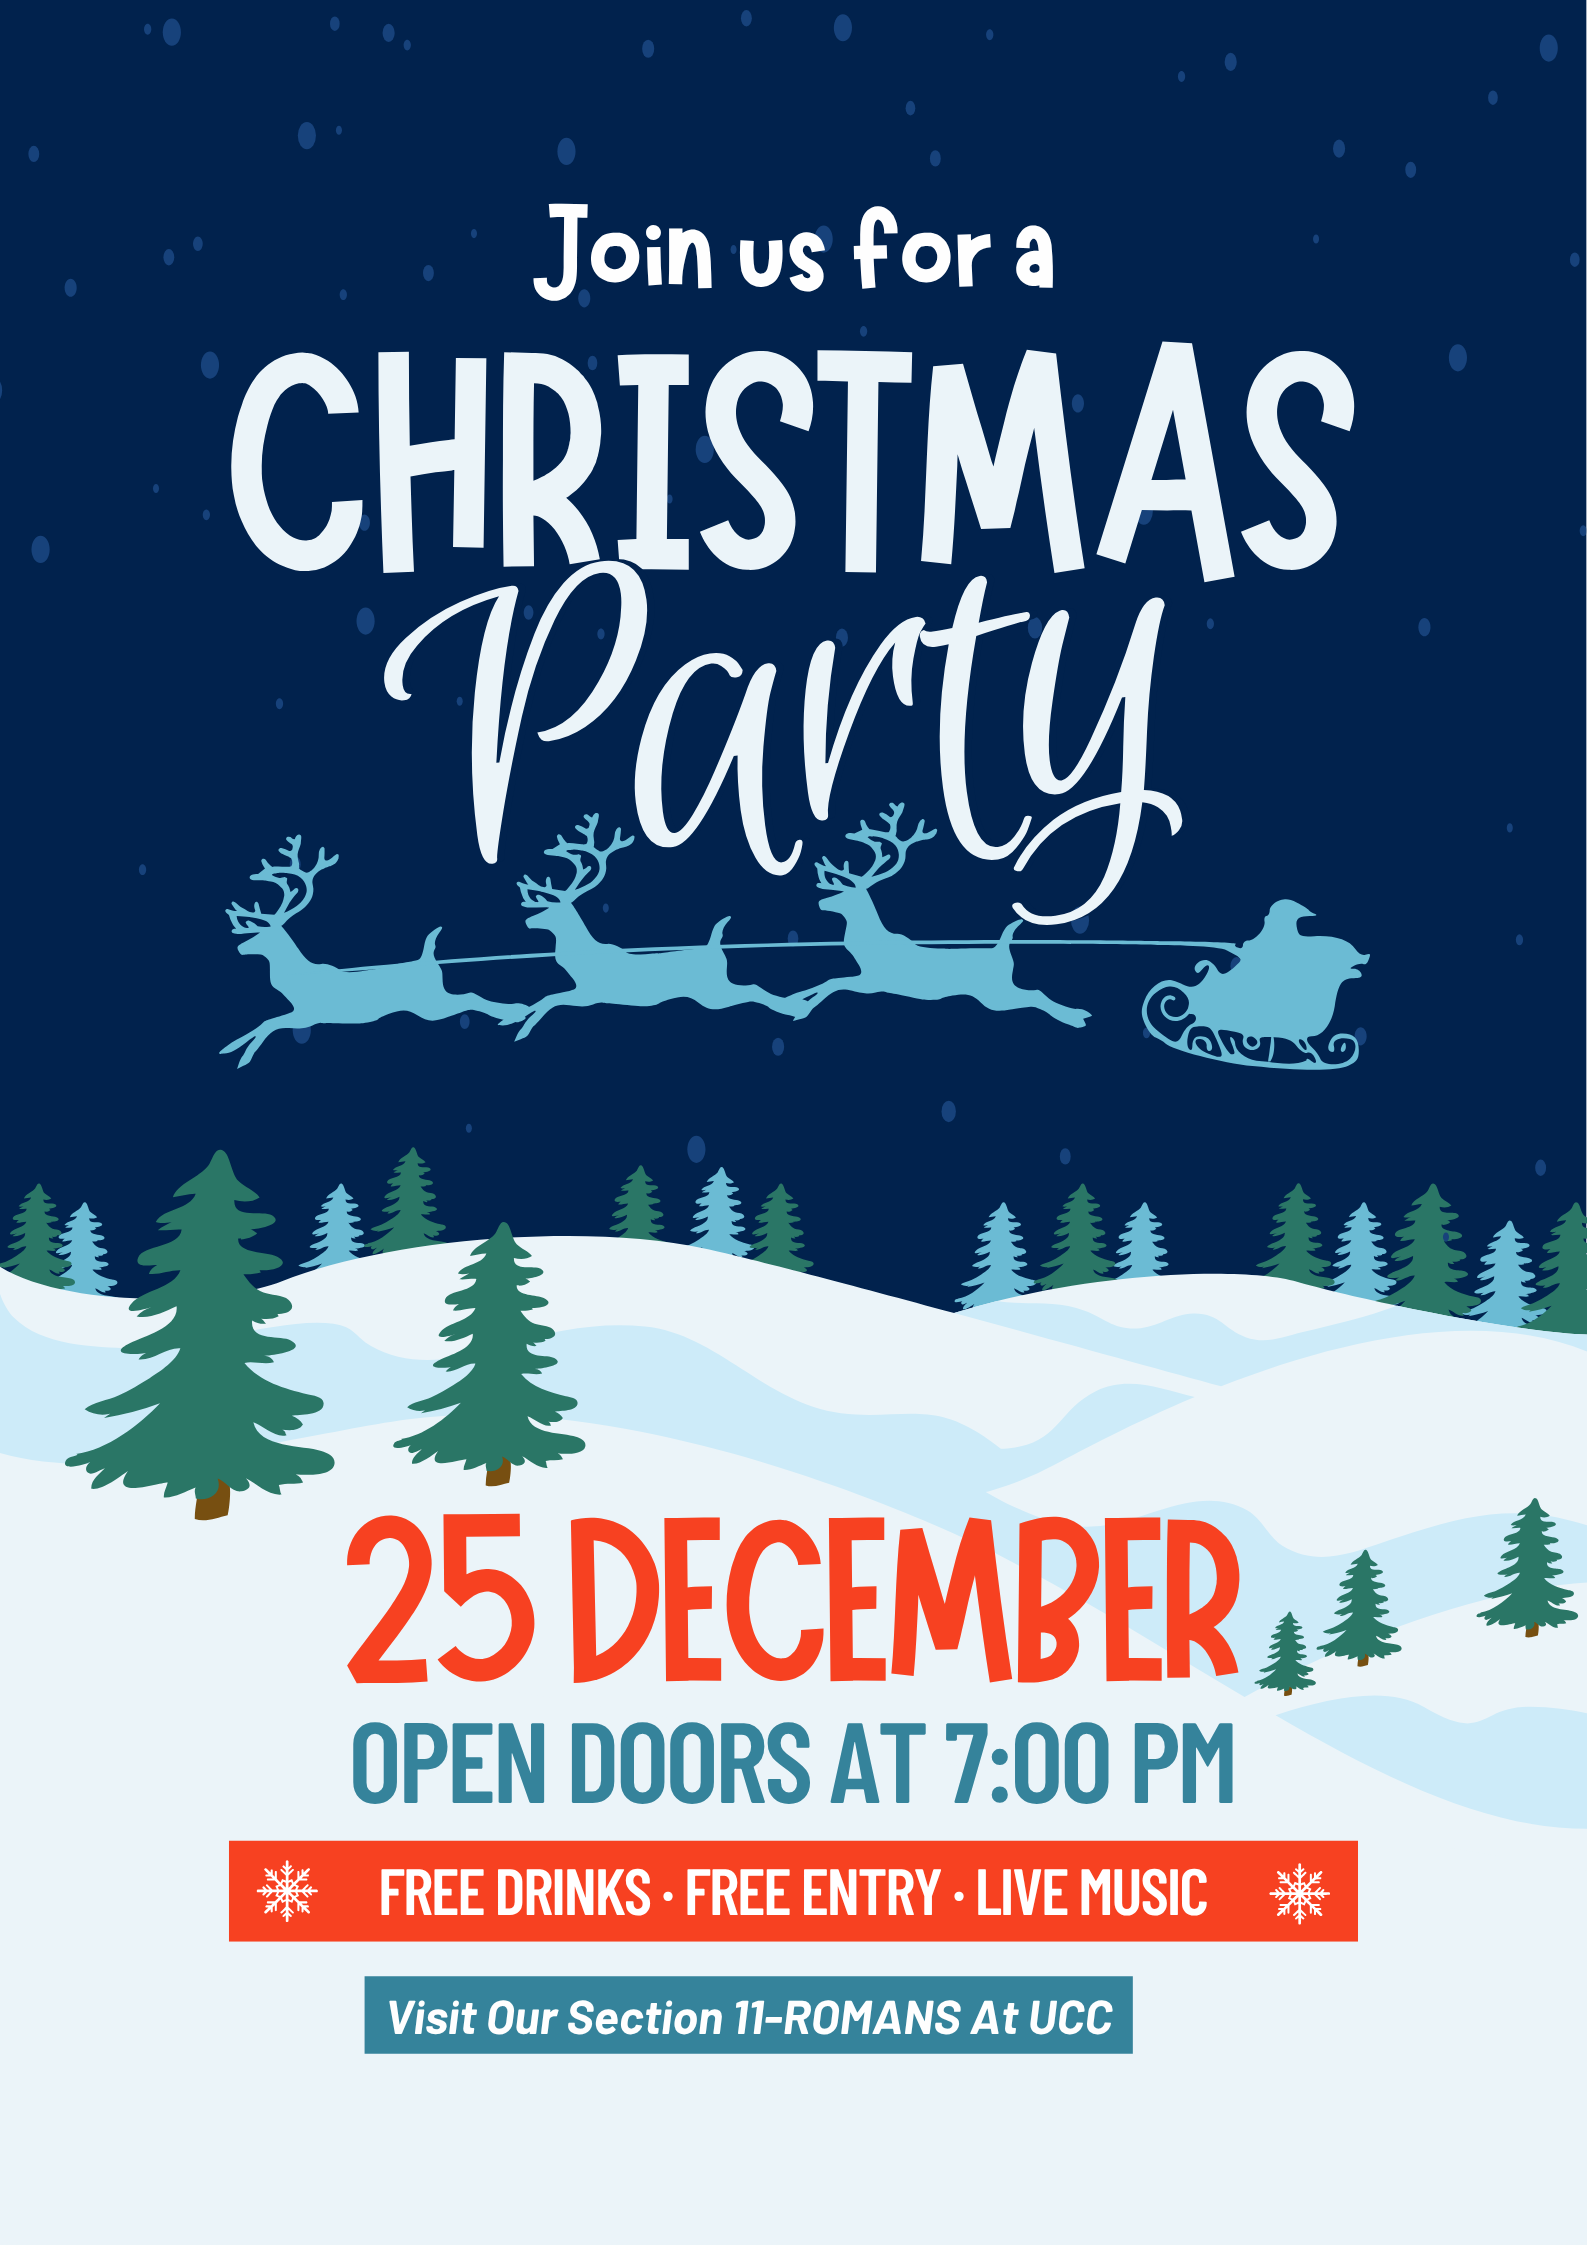 Join us for a
CHRISTMAS
Party
25 DECEMBER
OPEN DOORS AT 7:00 PM
FREE DRINKS · FREE ENTRY · LIVE MUSIC
Visit Our Section 11-ROMANS At UCC